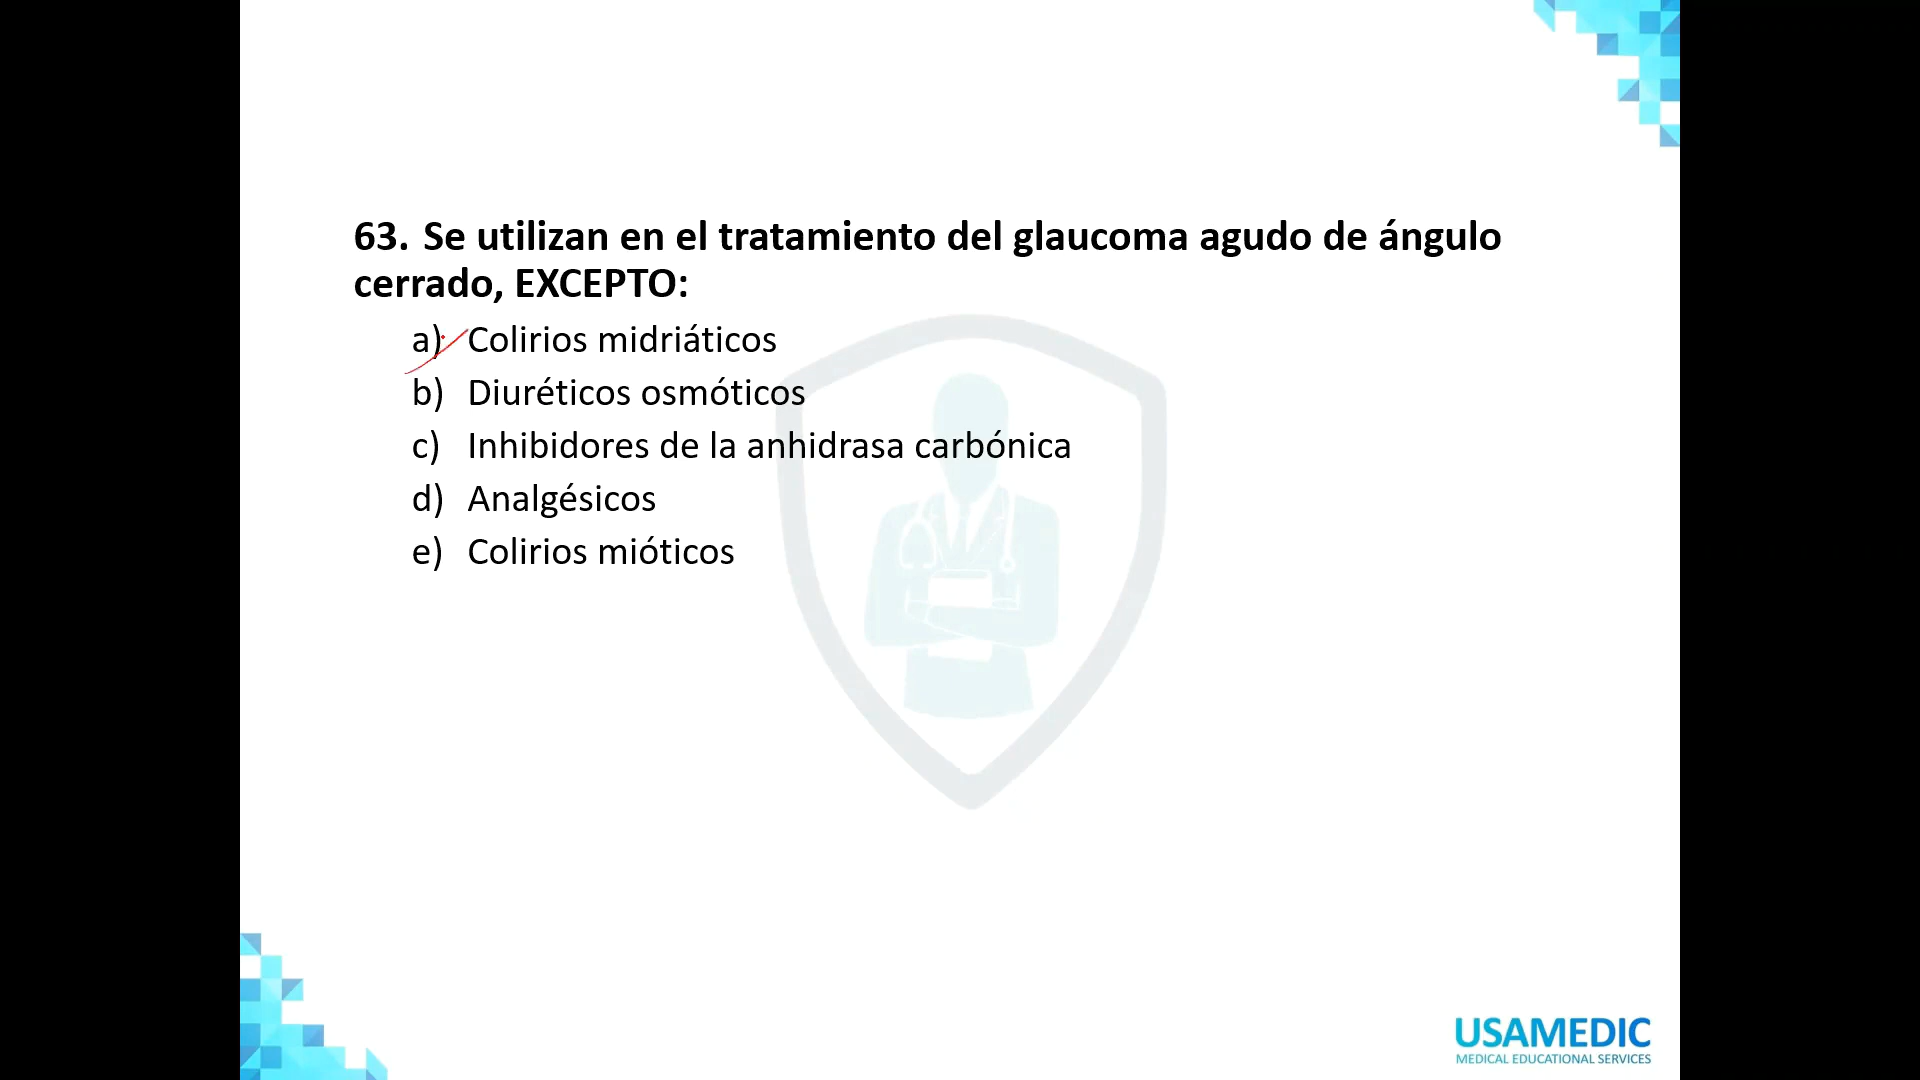 63. Se utilizan en el tratamiento del glaucoma agudo de ángulo
cerrado, EXCEPTO:
a) Colirios midriáticos
b) Diuréticos osmóticos
c) Inhibidores de la anhidrasa carbónica
d) Analgésicos
e) Colirios mióticos
USAMEDIC
MEDICAL EDUCATIONAL SERVICES